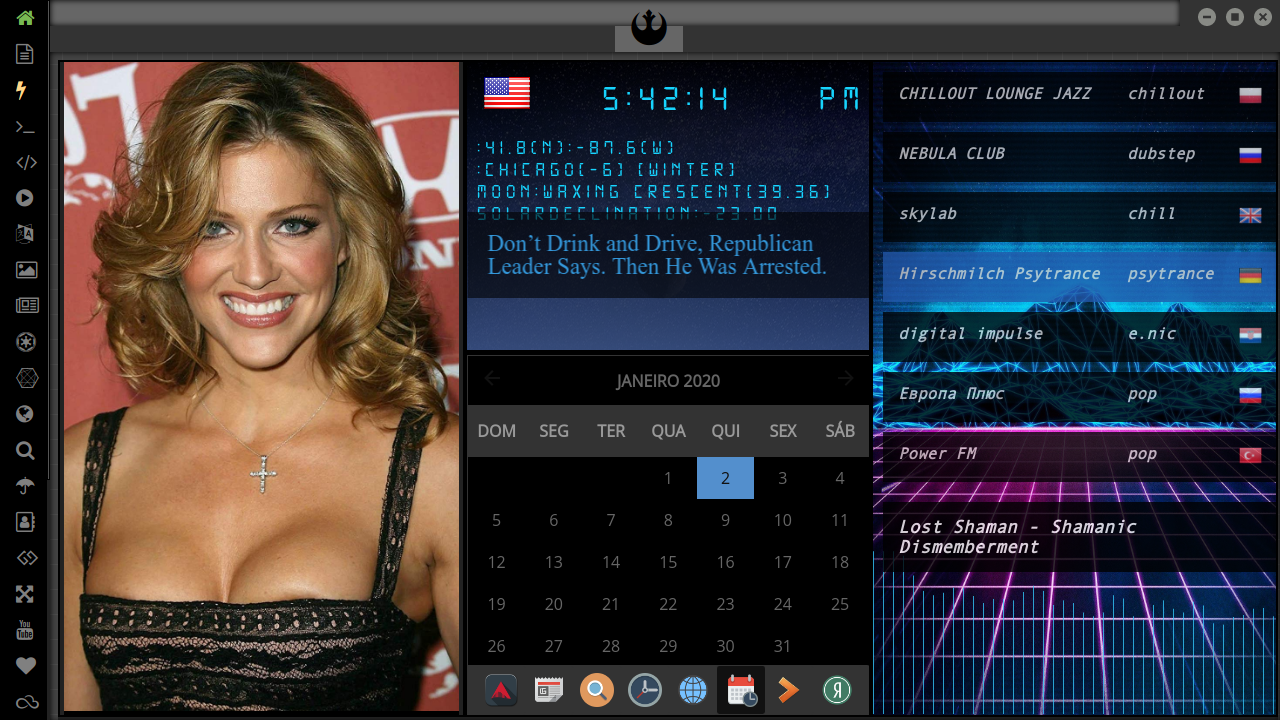 5:42:14 PM
:41.8(N):-87.6(W)
:CHICAGO(-6) (WINTER)
MOON:WAXING CRESCENT(39.36)
SOLARDECLINATION:-23.00
Don’t Drink and Drive, Republican
Leader Says. Then He Was Arrested.
JANEIRO 2020
DOM SEG TER QUA QUI SEX SÁB
1 2 3 4
5 6 7 8 9 10 11
12 13 14 15 16 17 18
19 20 21 22 23 24 25
26 27 28 29 30 31
CHILLOUT LOUNGE JAZZ chillout
NEBULA CLUB dubstep
skylab chill
Hirschmilch Psytrance psytrance
digital impulse e.nic
Европа Плюс pop
Power FM pop
Lost Shaman - Shamanic
Dismemberment
You
Tube